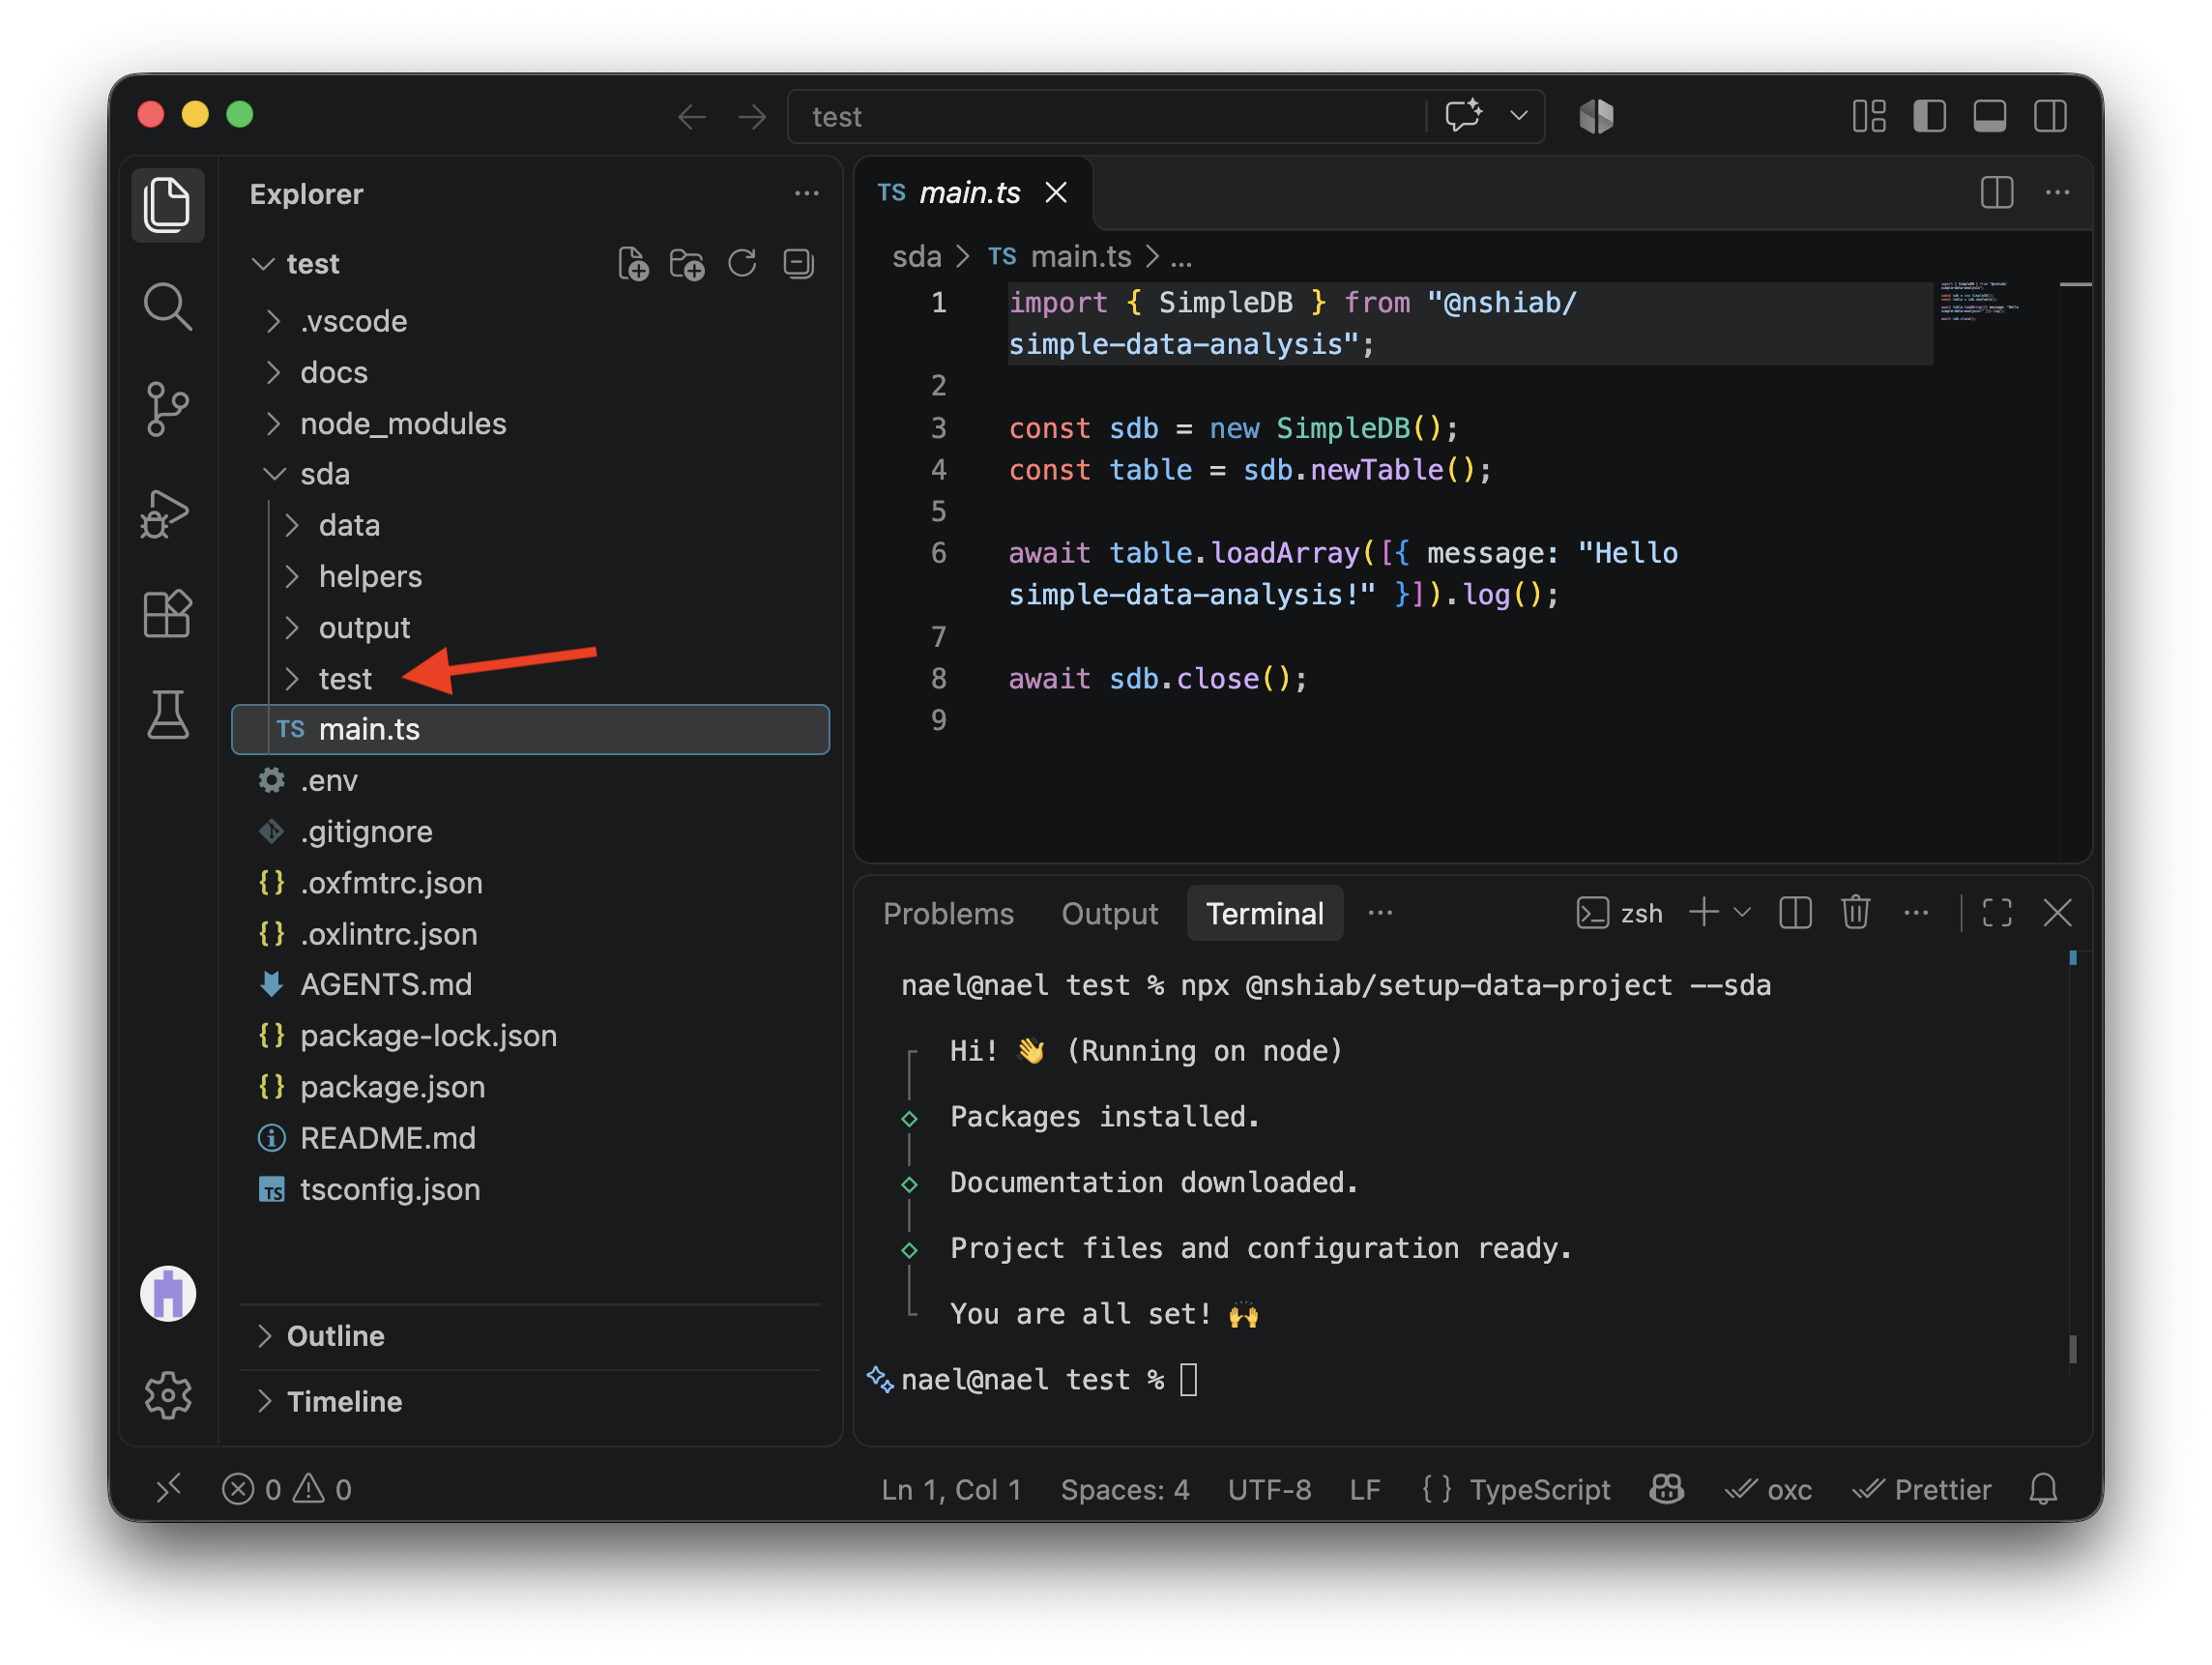 test
Explorer
test
.vscode
docs
node_modules
sda
data
helpers
output
test
TS main.ts
.env
.gitignore
{} .oxfmtrc.json
{} .oxlintrc.json
AGENTS.md
{} package-lock.json
{} package.json
README.md
TS tsconfig.json
Outline
Timeline
TS main.ts
sda > TS main.ts > ...
1 import { SimpleDB } from "@nshiab/
simple-data-analysis";
2
3 const sdb = new SimpleDB();
4 const table = sdb.newTable();
5
6 await table.loadArray([{ message: "Hello
simple-data-analysis!" }]).log();
7
8 await sdb.close();
9
Problems Output Terminal ... zsh
nael@nael test % npx @nshiab/setup-data-project --sda
Hi! 👋 (Running on node)
Packages installed.
Documentation downloaded.
Project files and configuration ready.
You are all set! 🙌
nael@nael test %
0 0 Ln 1, Col 1 Spaces: 4 UTF-8 LF {} TypeScript oxc Prettier